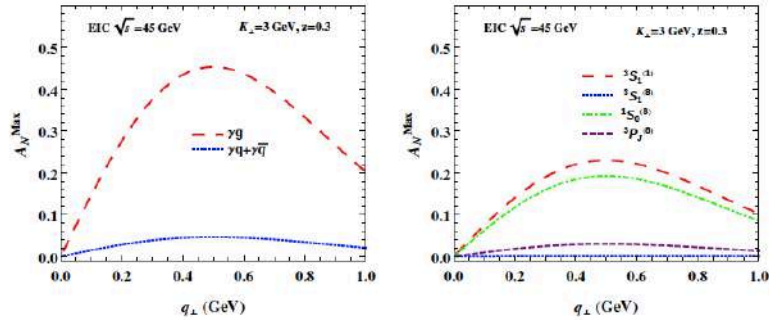 EIC √s =45 GeV
K⊥=3 GeV, z=0.3
0.5
0.4
0.3
0.2
0.1
0.0
A_N^Max
γg
γq+γq̄
0.0 0.2 0.4 0.6 0.8 1.0
q⊥ (GeV)
EIC √s =45 GeV
K⊥=3 GeV, z=0.3
0.5
0.4
0.3
0.2
0.1
0.0
A_N^Max
³S₁⁽¹⁾
³S₁⁽⁸⁾
¹S₀⁽⁸⁾
³P_J⁽⁸⁾
0.0 0.2 0.4 0.6 0.8 1.0
q⊥ (GeV)